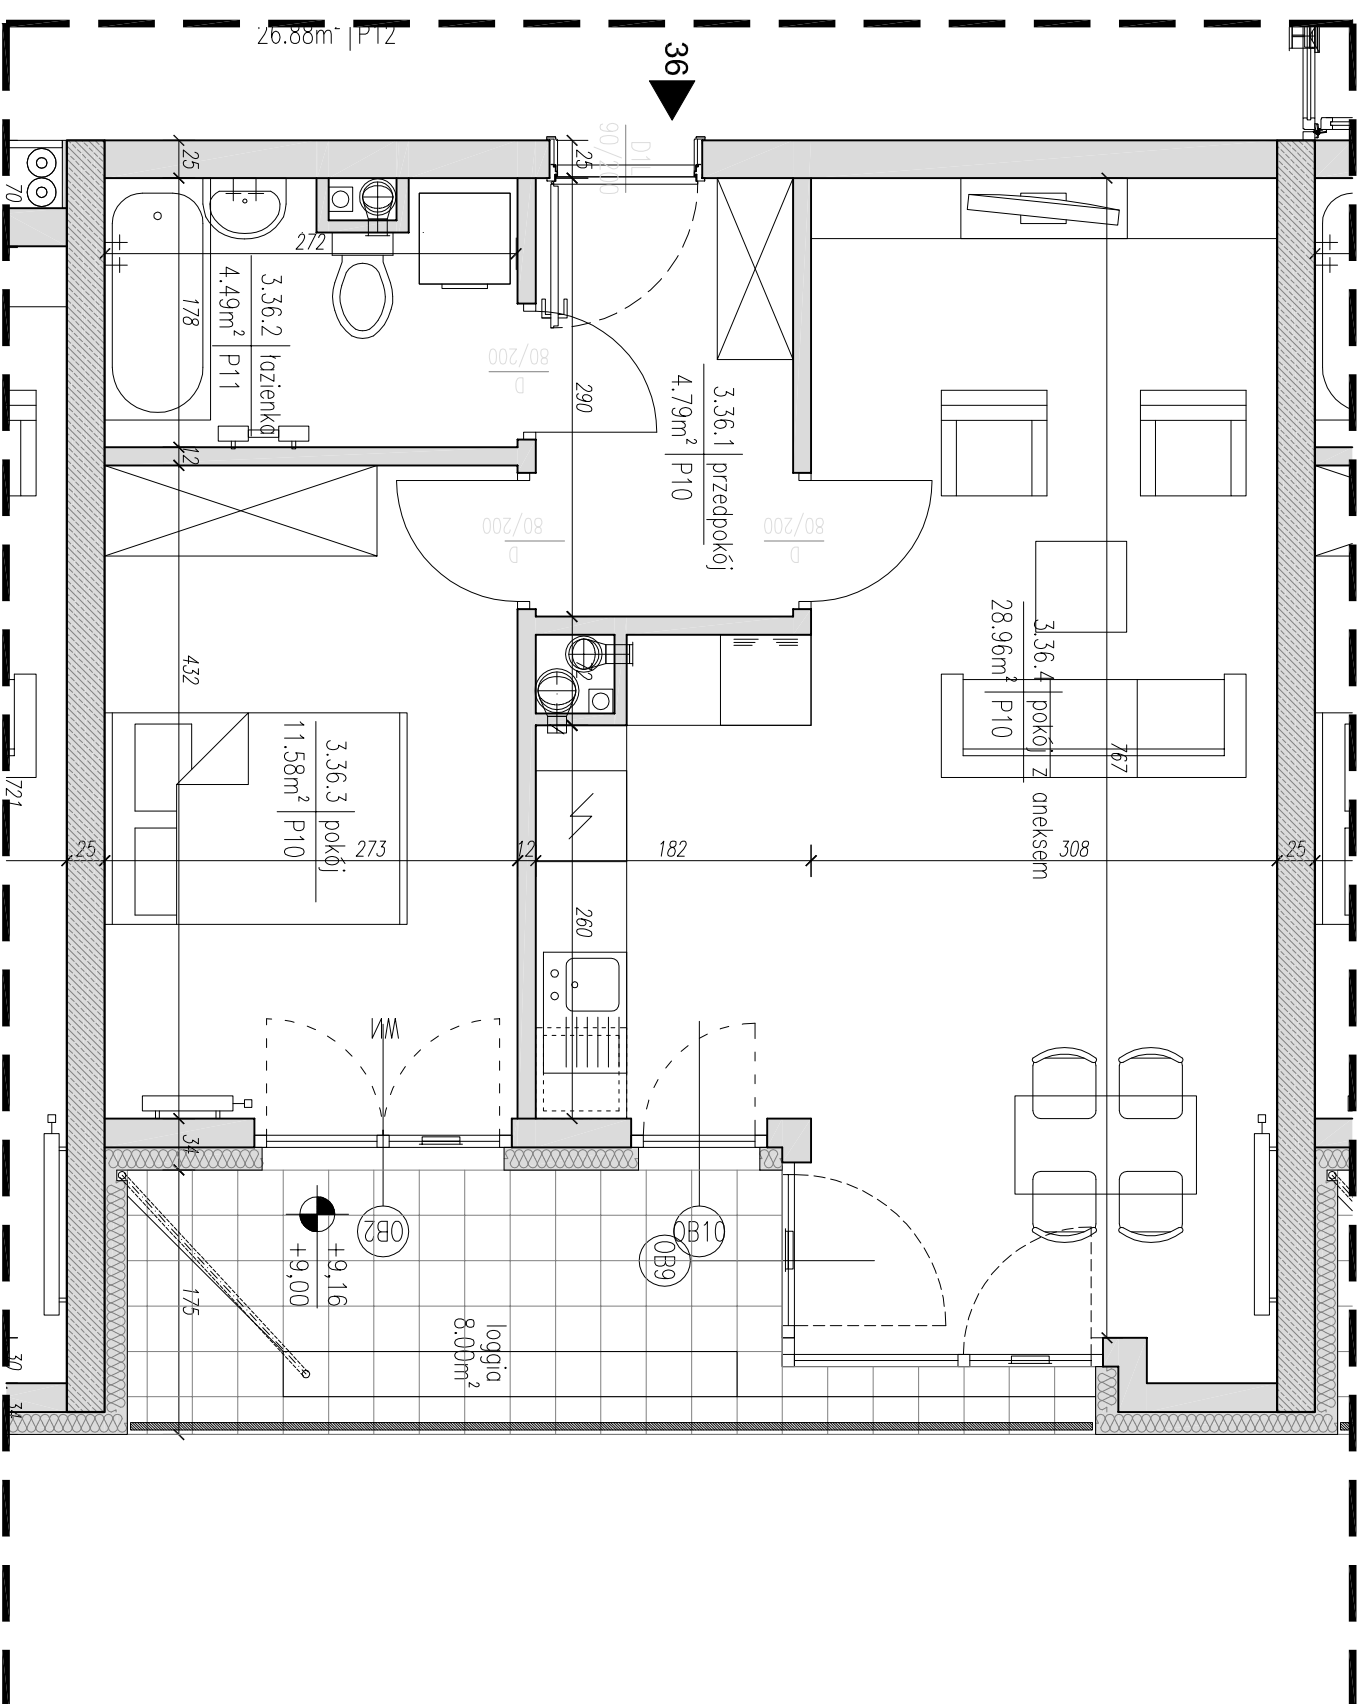 26.88m² | PT2
36
D1L
90/200
25
25
70
272
3.36.2 łazienka
4.49m² P11
178
80/200
D
290
3.36.1 przedpokój
4.79m² P10
12
80/200
D
80/200
D
432
3.36.4 pokój z aneksem
28.96m² P10
767
3.36.3 pokój
11.58m² P10
721
25
273
12
182
308
25
260
WM
34
OB2
OB10
OB9
+9,16
+9,00
175
loggia
8.00m²
30
34